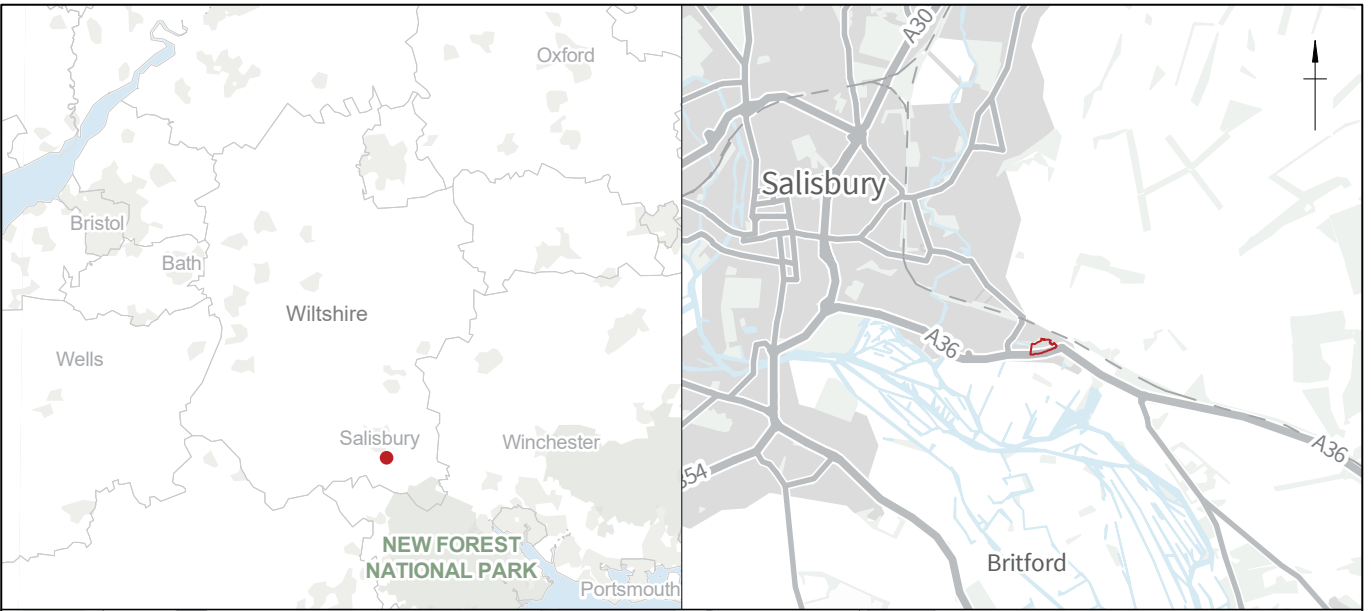 Oxford
Bristol
Bath
Wiltshire
Wells
Salisbury
Winchester
NEW FOREST
NATIONAL PARK
Portsmouth
A30
Salisbury
A36
A36
354
Britford